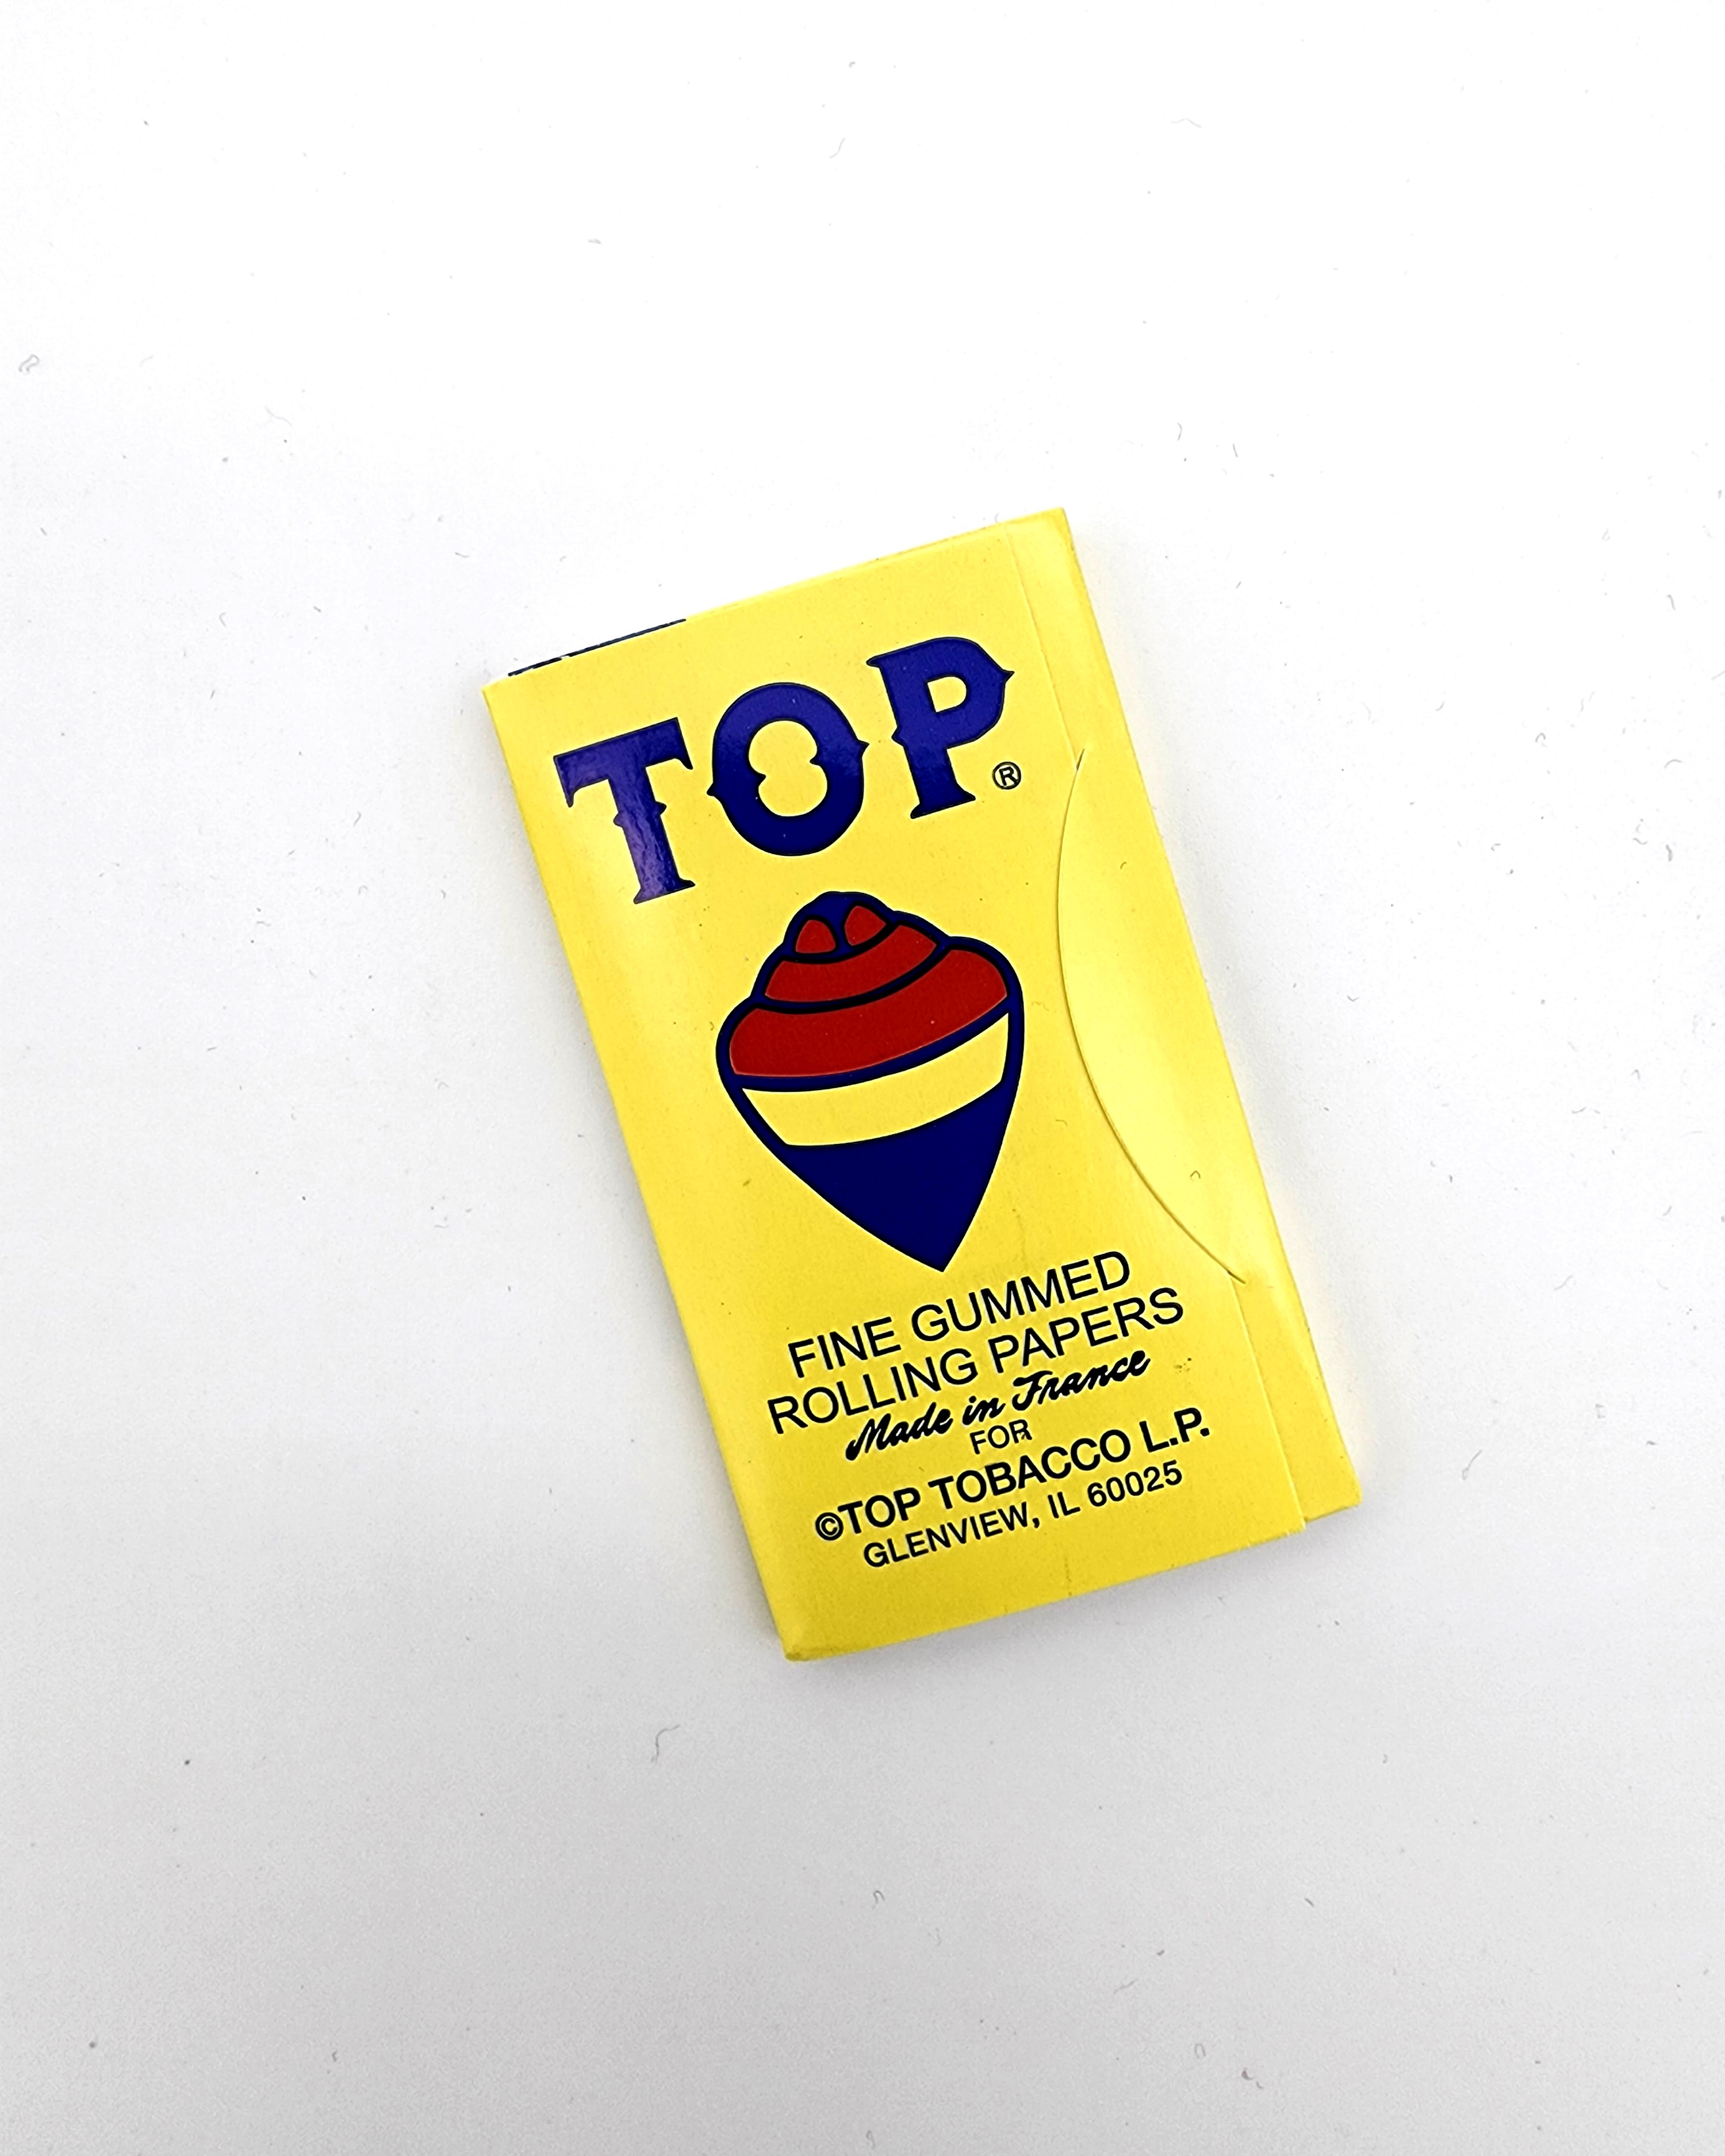 TOP®
FINE GUMMED
ROLLING PAPERS
Made in France
FOR
©TOP TOBACCO L.P.
GLENVIEW, IL 60025